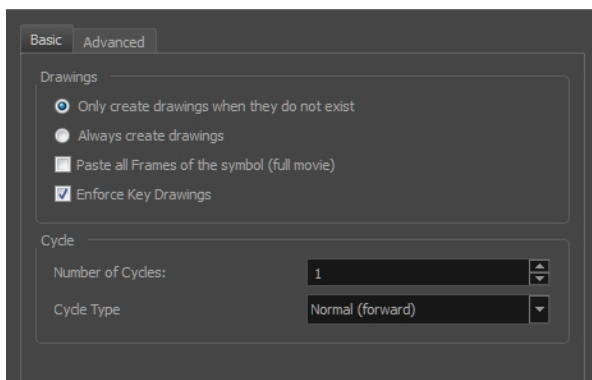 Basic Advanced
Drawings
Only create drawings when they do not exist
Always create drawings
Paste all Frames of the symbol (full movie)
Enforce Key Drawings
Cycle
Number of Cycles: 1
Cycle Type Normal (forward)